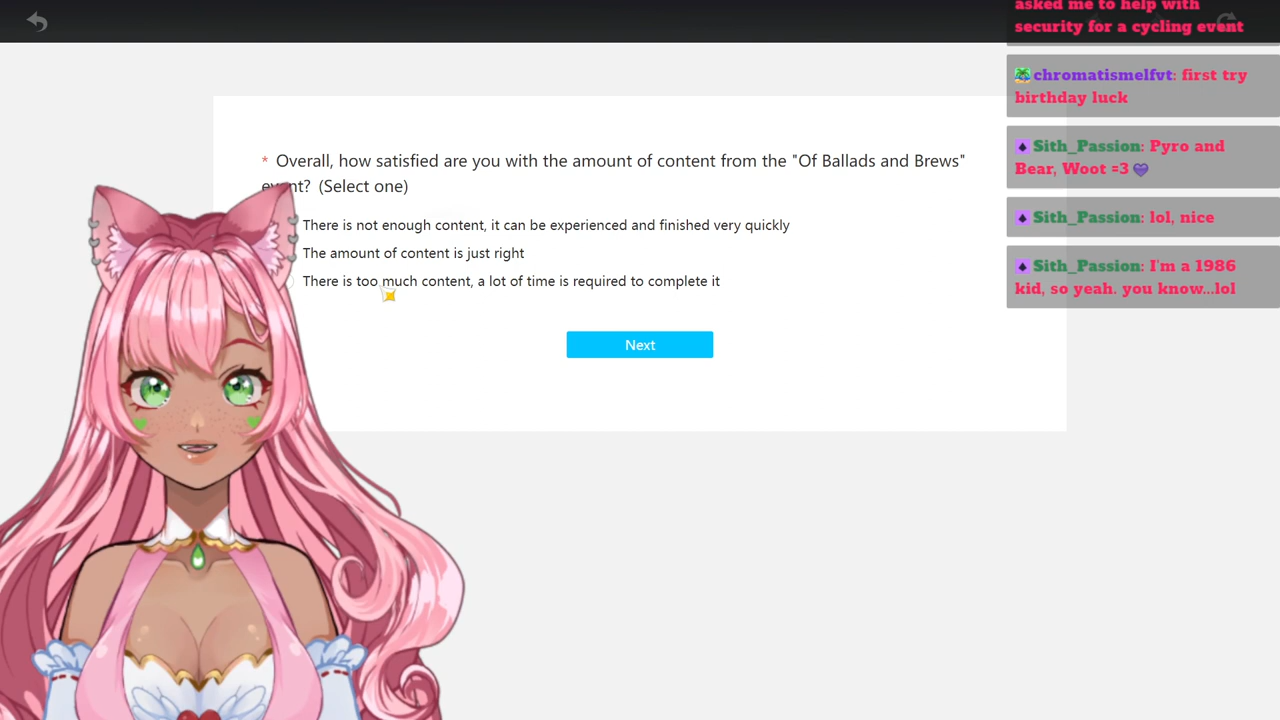 * Overall, how satisfied are you with the amount of content from the "Of Ballads and Brews"
event? (Select one)
There is not enough content, it can be experienced and finished very quickly
The amount of content is just right
There is too much content, a lot of time is required to complete it
Next
asked me to help with
security for a cycling event
chromatismelfvt: first try
birthday luck
Sith_Passion: Pyro and
Bear, Woot =3 💜
Sith_Passion: lol, nice
Sith_Passion: I'm a 1986
kid, so yeah. you know...lol